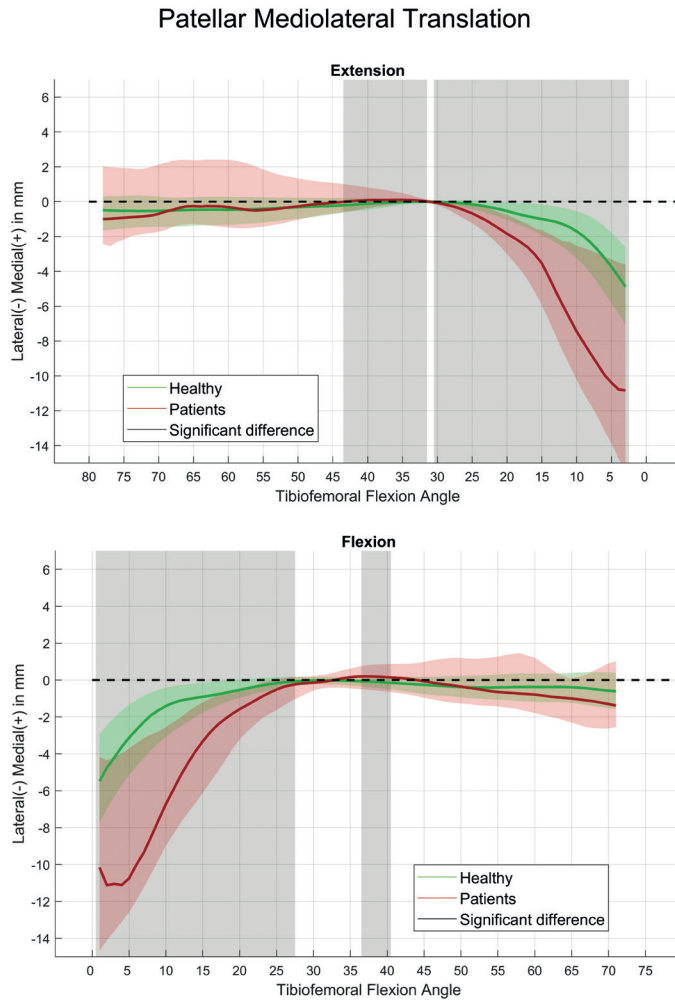 Patellar Mediolateral Translation
Extension
Lateral(-) Medial(+) in mm
6
4
2
0
-2
-4
-6
-8
-10
-12
-14
Healthy
Patients
Significant difference
80 75 70 65 60 55 50 45 40 35 30 25 20 15 10 5 0
Tibiofemoral Flexion Angle
Flexion
Lateral(-) Medial(+) in mm
6
4
2
0
-2
-4
-6
-8
-10
-12
-14
Healthy
Patients
Significant difference
0 5 10 15 20 25 30 35 40 45 50 55 60 65 70 75
Tibiofemoral Flexion Angle